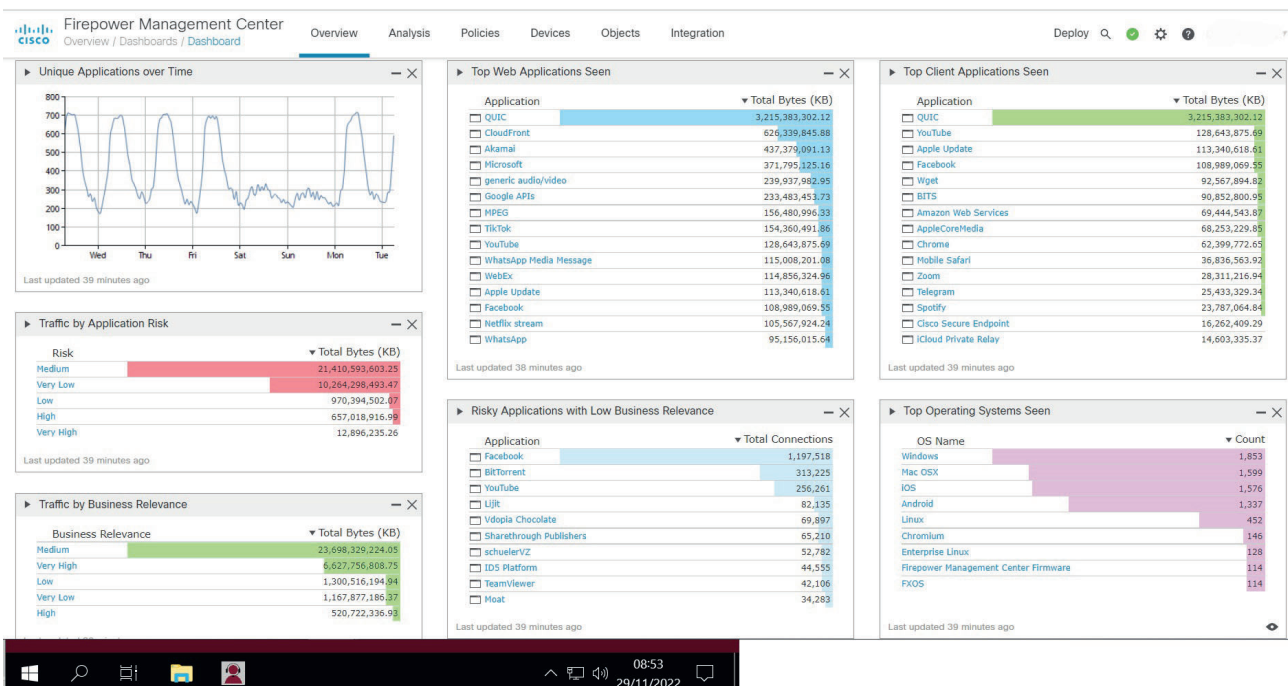 CISCO
Firepower Management Center
Overview / Dashboards / Dashboard
Overview Analysis Policies Devices Objects Integration
Deploy
Unique Applications over Time
800
700
600
500
400
300
200
100
0
Wed Thu Fri Sat Sun Mon Tue
Last updated 39 minutes ago
Traffic by Application Risk
Risk Total Bytes (KB)
Medium 21,410,593,603.25
Very Low 10,264,298,493.47
Low 970,394,502.07
High 657,018,916.99
Very High 12,896,235.26
Last updated 39 minutes ago
Traffic by Business Relevance
Business Relevance Total Bytes (KB)
Medium 23,698,329,224.05
Very High 6,627,756,808.75
Low 1,300,516,194.94
Very Low 1,167,877,186.37
High 520,722,336.93
Top Web Applications Seen
Application Total Bytes (KB)
QUIC 3,215,383,302.12
CloudFront 626,339,845.88
Akamai 437,379,091.13
Microsoft 371,795,125.16
generic audio/video 239,937,982.95
Google APIs 233,483,453.73
MPEG 156,480,996.33
TikTok 154,360,491.86
YouTube 128,643,875.69
WhatsApp Media Message 115,008,201.08
WebEx 114,856,324.96
Apple Update 113,340,618.61
Facebook 108,989,069.55
Netflix stream 105,567,924.24
WhatsApp 95,156,015.64
Last updated 38 minutes ago
Risky Applications with Low Business Relevance
Application Total Connections
Facebook 1,197,518
BitTorrent 313,225
YouTube 256,261
Lijit 82,135
Vdopia Chocolate 69,897
Sharethrough Publishers 65,210
schuelerVZ 52,782
ID5 Platform 44,555
TeamViewer 42,106
Moat 34,283
Last updated 39 minutes ago
Top Client Applications Seen
Application Total Bytes (KB)
QUIC 3,215,383,302.12
YouTube 128,643,875.69
Apple Update 113,340,618.61
Facebook 108,989,069.55
Wget 92,567,894.82
BITS 90,852,800.95
Amazon Web Services 69,444,543.87
AppleCoreMedia 68,253,229.85
Chrome 62,399,772.65
Mobile Safari 36,836,563.92
Zoom 28,311,216.94
Telegram 25,433,329.34
Spotify 23,787,064.84
Cisco Secure Endpoint 16,262,409.29
iCloud Private Relay 14,603,335.37
Last updated 39 minutes ago
Top Operating Systems Seen
OS Name Count
Windows 1,853
Mac OSX 1,599
iOS 1,576
Android 1,337
Linux 452
Chromium 146
Enterprise Linux 128
Firepower Management Center Firmware 114
FXOS 114
Last updated 39 minutes ago
08:53
29/11/2022